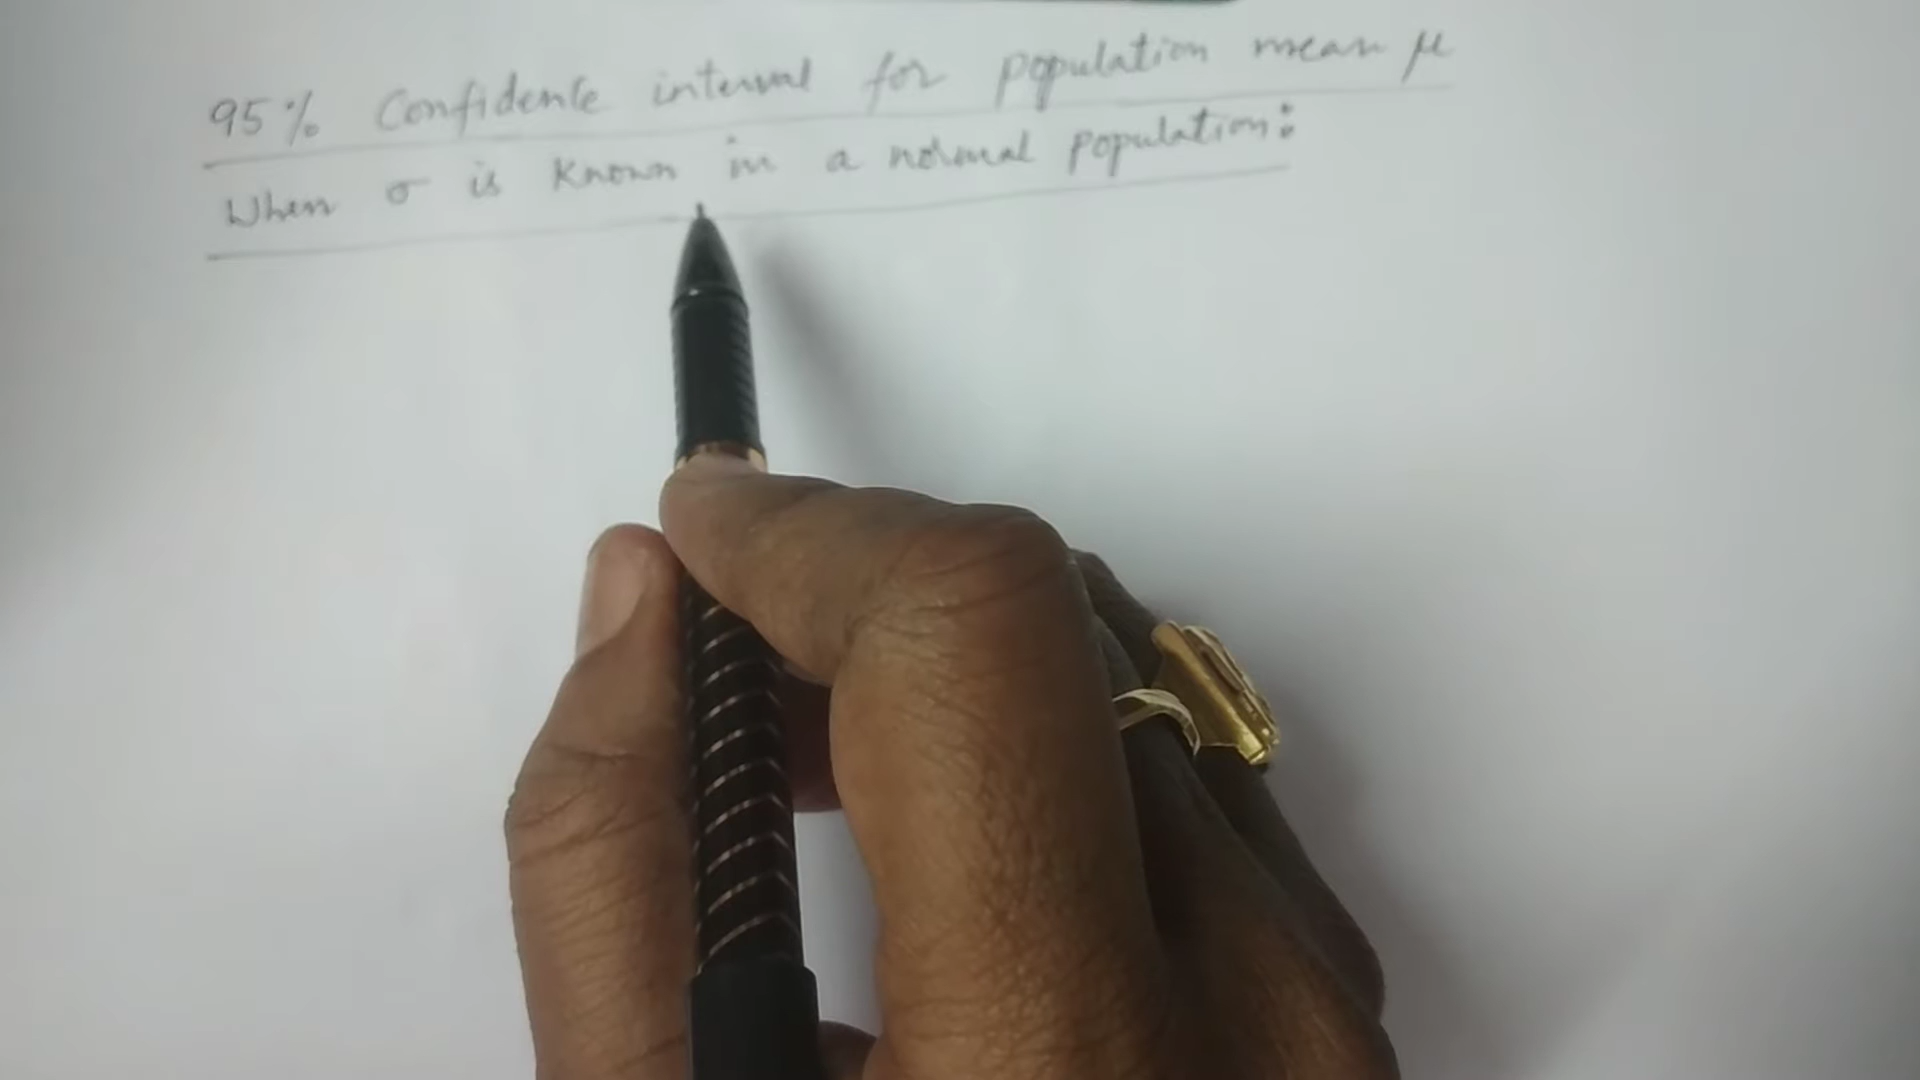 95% Confidence interval for population mean μ
When σ is known in a normal population: